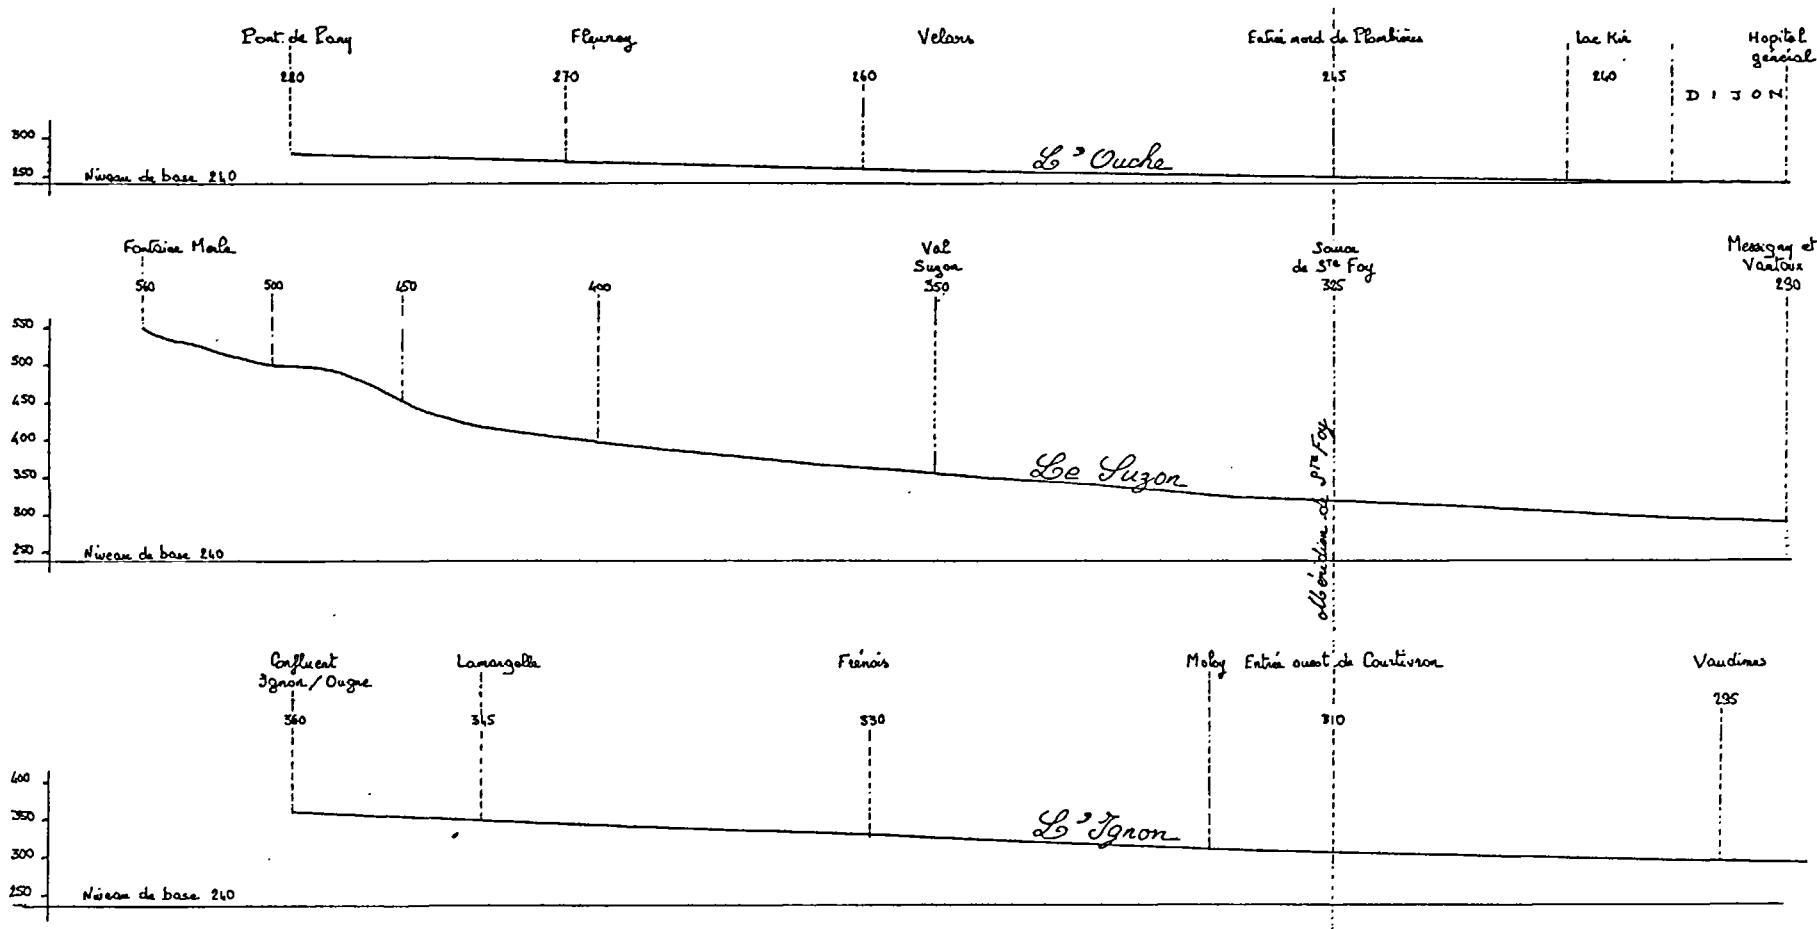 Pont de Pany
Fleurey
Velars
Entrée nord de Plombières
Lac Kir
Hopital
général
280
270
260
245
240
DIJON
300
250
L'Ouche
Niveau de base 240
Fontaine Merle
Val
Suzon
Source
de Ste Foy
Messigny et
Vantoux
540
500
450
400
350
325
290
550
500
450
400
350
300
250
Le Suzon
Méridien de Ste Foy
Niveau de base 240
Confluent
Ignon / Ougne
Lamargelle
Frénois
Moloy
Entrée ouest de Courtivron
Vaudimes
360
345
330
310
295
400
350
300
250
L'Ignon
Niveau de base 240